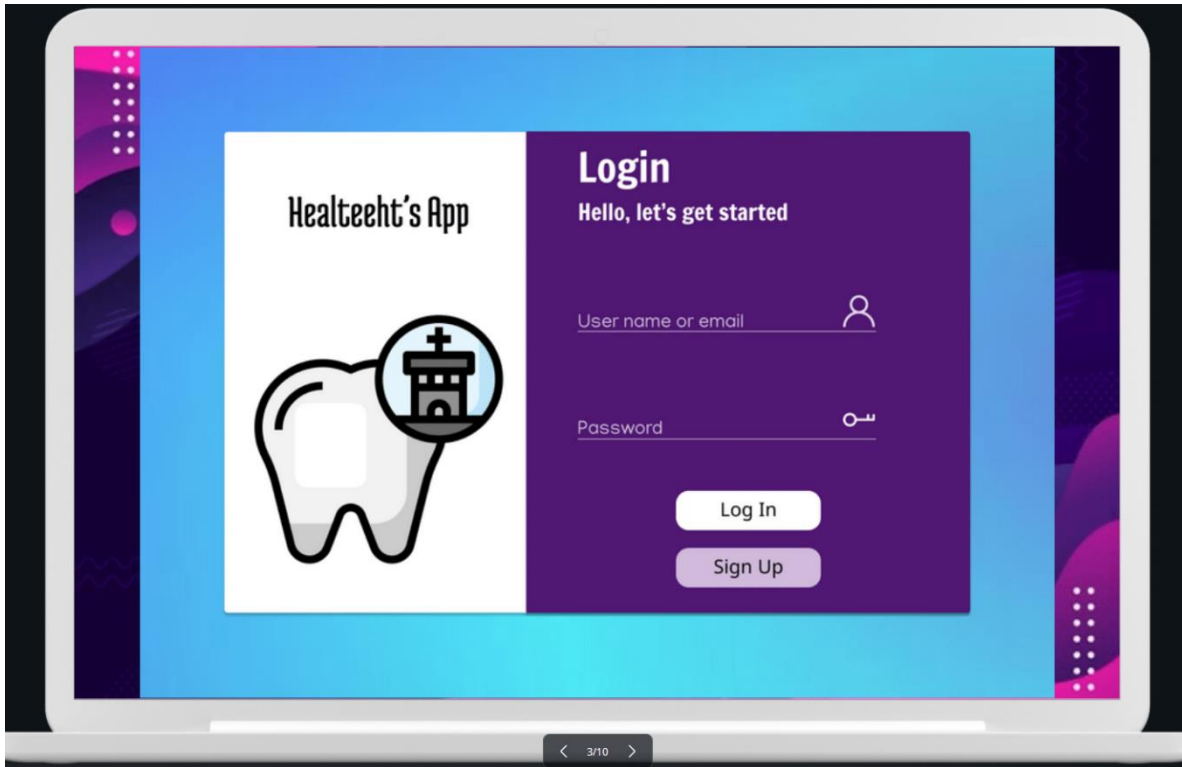 Healteeht's App
Login
Hello, let's get started
User name or email
Password
Log In
Sign Up
3/10